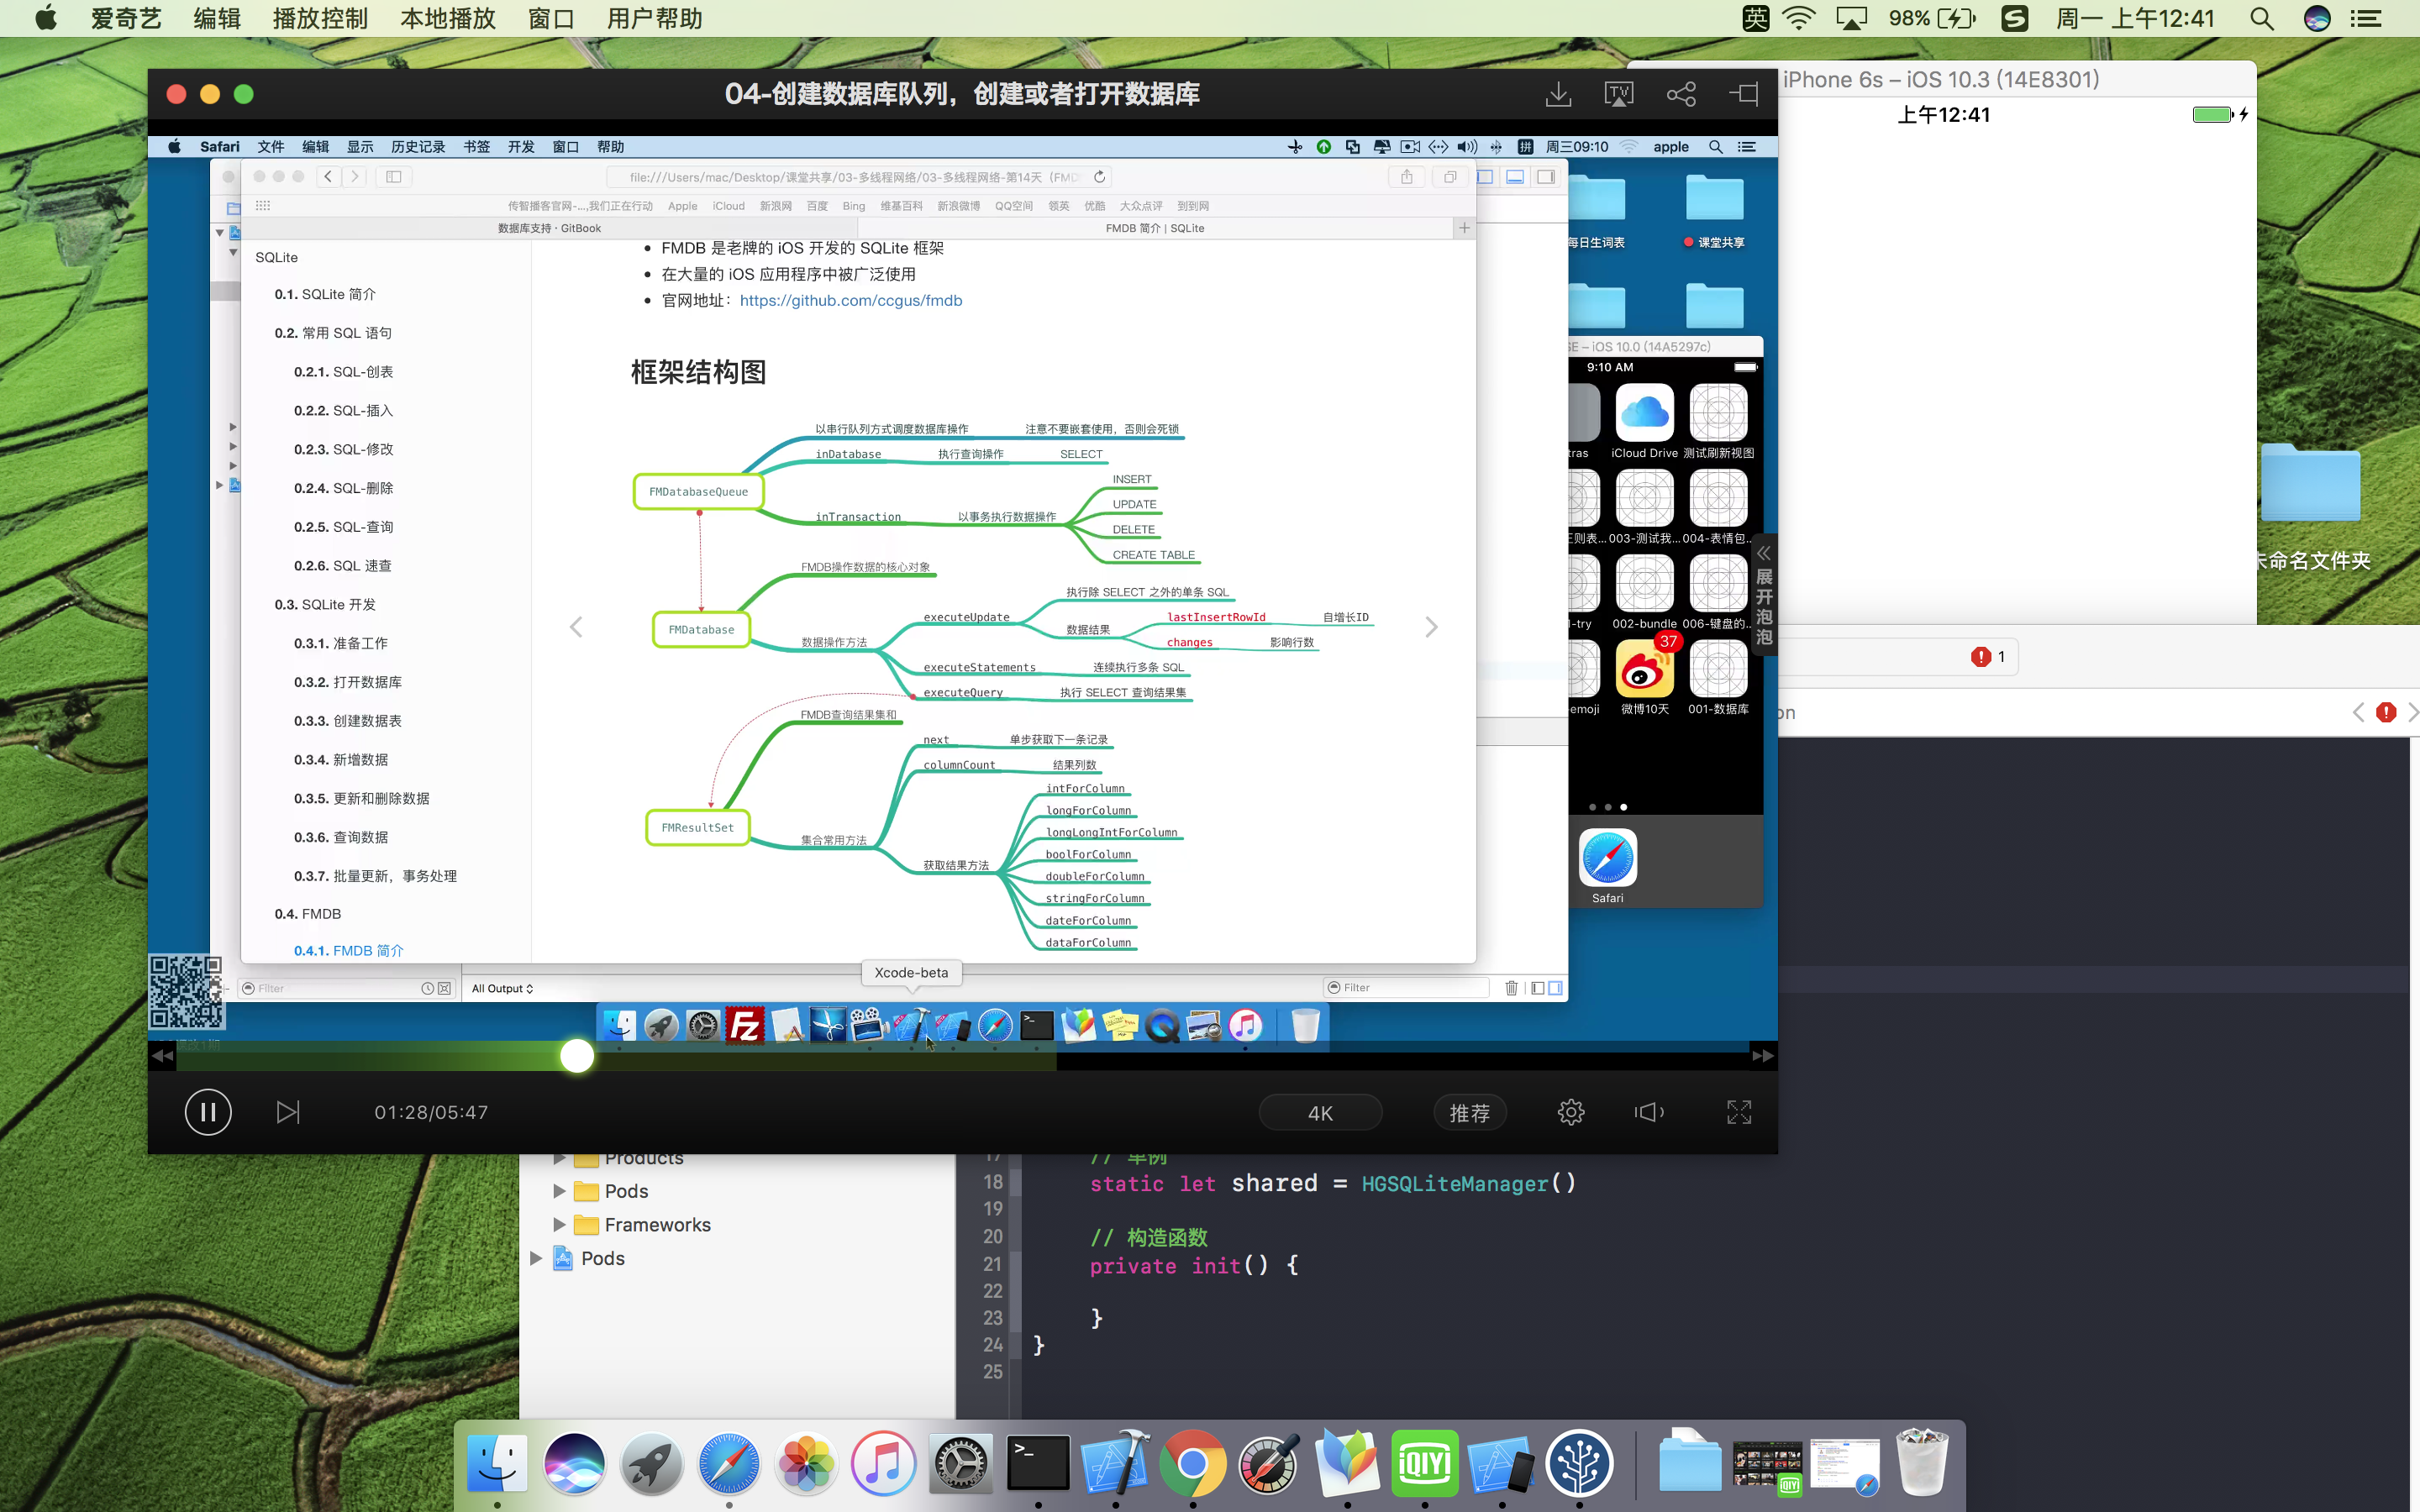 爱奇艺 编辑 播放控制 本地播放 窗口 用户帮助 英 98% 周一 上午12:41
iPhone 6s – iOS 10.3 (14E8301)
上午12:41
04-创建数据库队列，创建或者打开数据库
TV
Safari 文件 编辑 显示 历史记录 书签 开发 窗口 帮助 拼 周三09:10 apple
file:///Users/mac/Desktop/课堂共享/03-多线程网络/03-多线程网络-第14天（FMD
传智播客官网-...,我们正在行动 Apple iCloud 新浪网 百度 Bing 维基百科 新浪微博 QQ空间 领英 优酷 大众点评 到到网
数据库支持 · GitBook
FMDB 简介 | SQLite
SQLite
0.1. SQLite 简介
0.2. 常用 SQL 语句
0.2.1. SQL-创表
0.2.2. SQL-插入
0.2.3. SQL-修改
0.2.4. SQL-删除
0.2.5. SQL-查询
0.2.6. SQL 速查
0.3. SQLite 开发
0.3.1. 准备工作
0.3.2. 打开数据库
0.3.3. 创建数据表
0.3.4. 新增数据
0.3.5. 更新和删除数据
0.3.6. 查询数据
0.3.7. 批量更新，事务处理
0.4. FMDB
0.4.1. FMDB 简介
FMDB 是老牌的 iOS 开发的 SQLite 框架
在大量的 iOS 应用程序中被广泛使用
官网地址：https://github.com/ccgus/fmdb
框架结构图
FMDatabaseQueue
以串行队列方式调度数据库操作 注意不要嵌套使用，否则会死锁
inDatabase 执行查询操作 SELECT
inTransaction 以事务执行数据操作
INSERT
UPDATE
DELETE
CREATE TABLE
FMDatabase
FMDB操作数据的核心对象
数据操作方法
executeUpdate
执行除 SELECT 之外的单条 SQL
数据结果
lastInsertRowId 自增长ID
changes 影响行数
executeStatements 连续执行多条 SQL
executeQuery 执行 SELECT 查询结果集
FMResultSet
FMDB查询结果集和
集合常用方法
next 单步获取下一条记录
columnCount 结果列数
获取结果方法
intForColumn
longForColumn
longLongIntForColumn
boolForColumn
doubleForColumn
stringForColumn
dateForColumn
dataForColumn
每日生词表
课堂共享
SE – iOS 10.0 (14A5297c)
9:10 AM
tras iCloud Drive 测试刷新视图
003-测试我... 004-表情包...
-try 002-bundle 006-键盘的...
37
emoji 微博10天 001-数据库
Safari
展开泡泡
未命名文件夹
1
on
Filter
All Output
Filter
Xcode-beta
Fz
01:28/05:47
4K
推荐
Products
Pods
Frameworks
Pods
17 // 单例
18 static let shared = HGSQLiteManager()
19
20 // 构造函数
21 private init() {
22
23 }
24 }
25
QIYI
QIYI